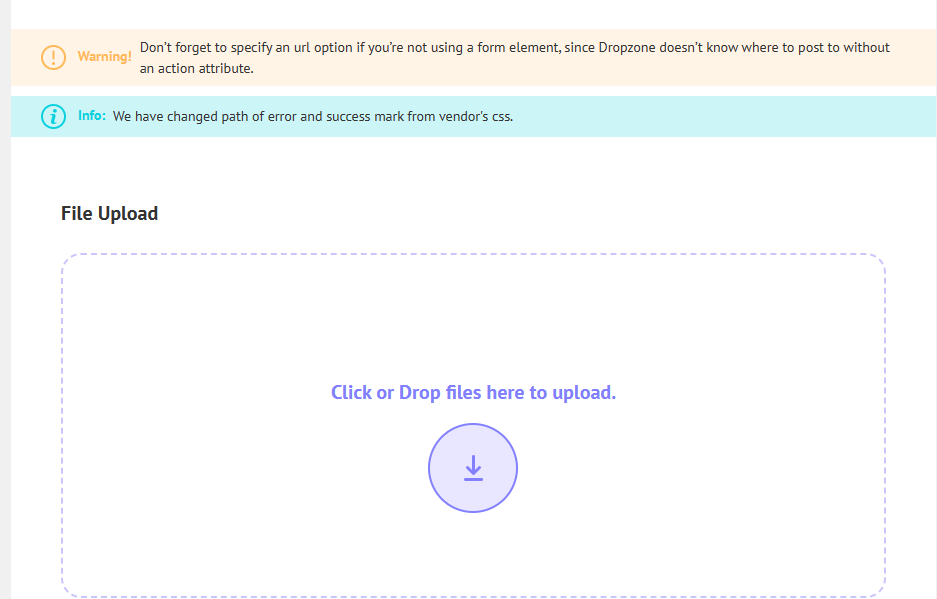 Warning! Don’t forget to specify an url option if you’re not using a form element, since Dropzone doesn’t know where to post to without
an action attribute.
Info: We have changed path of error and success mark from vendor's css.
File Upload
Click or Drop files here to upload.